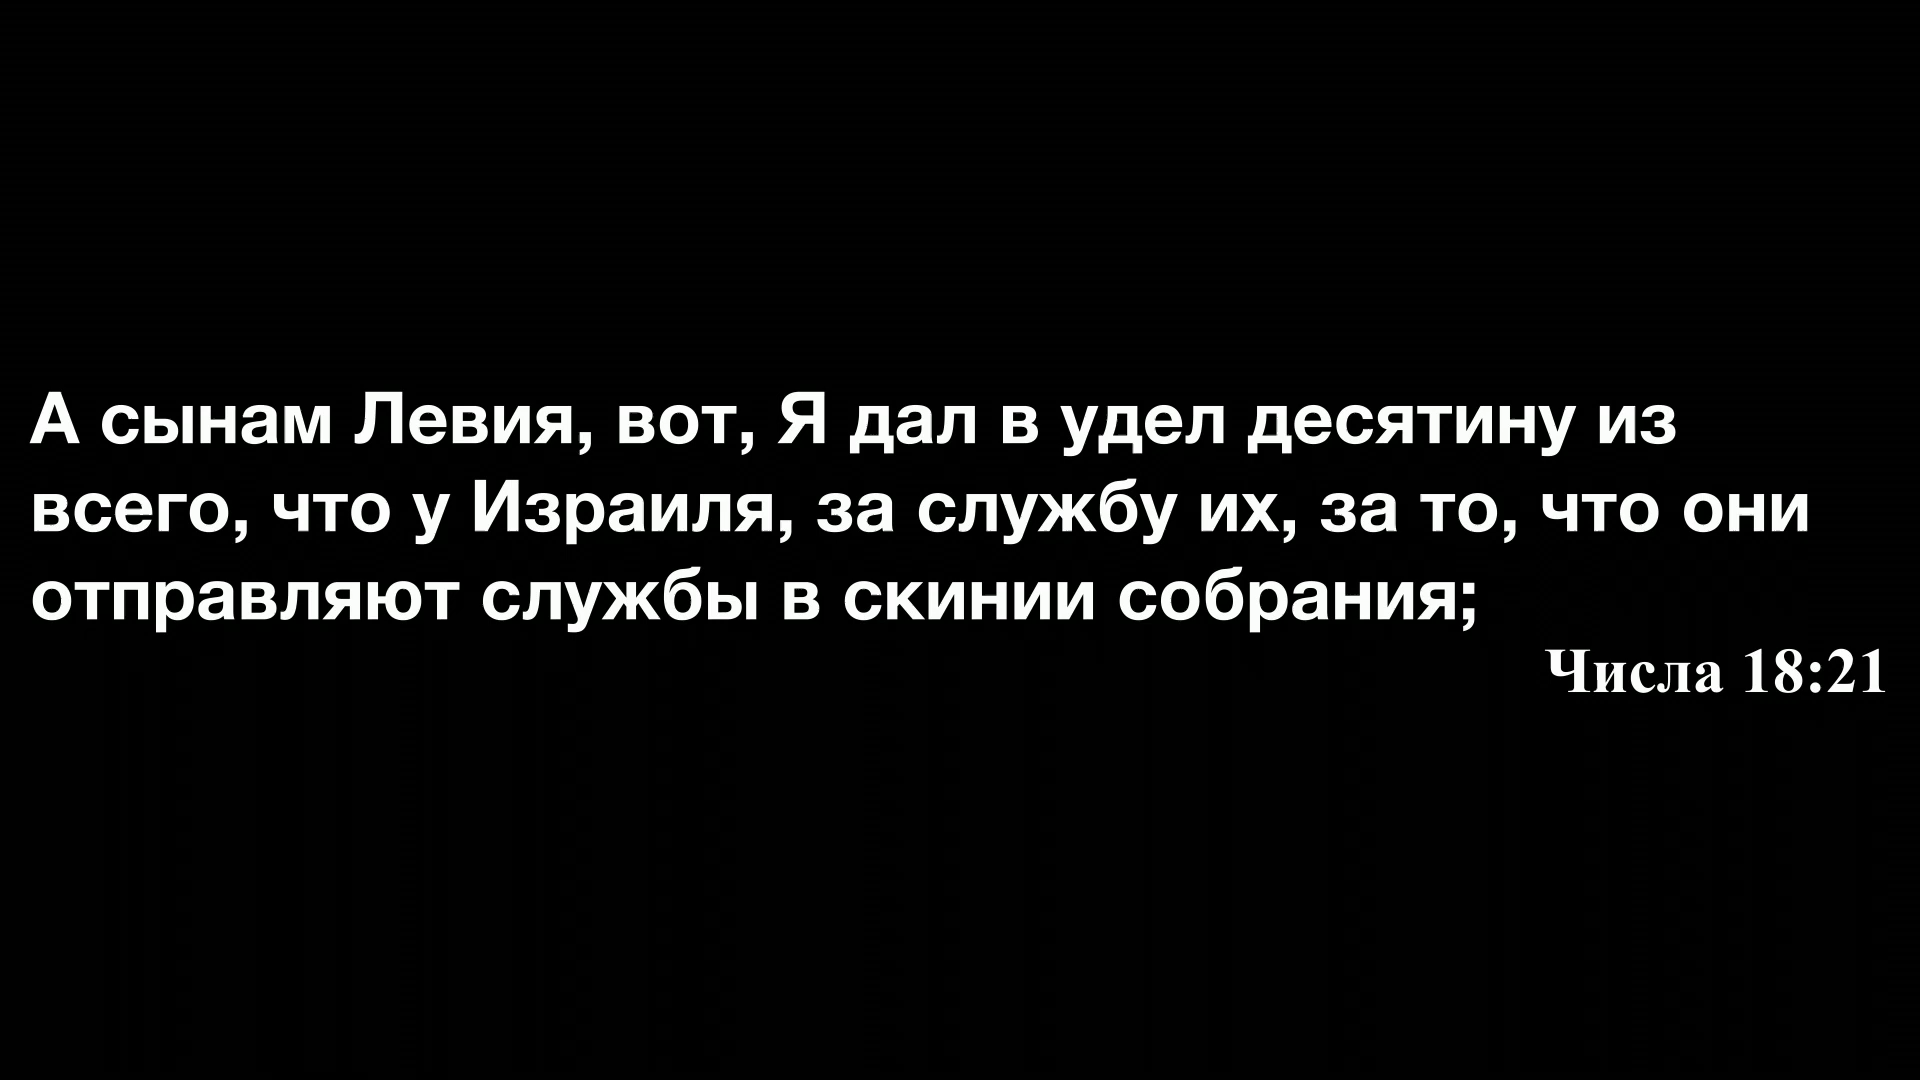 А сынам Левия, вот, Я дал в удел десятину из
всего, что у Израиля, за службу их, за то, что они
отправляют службы в скинии собрания;
Числа 18:21